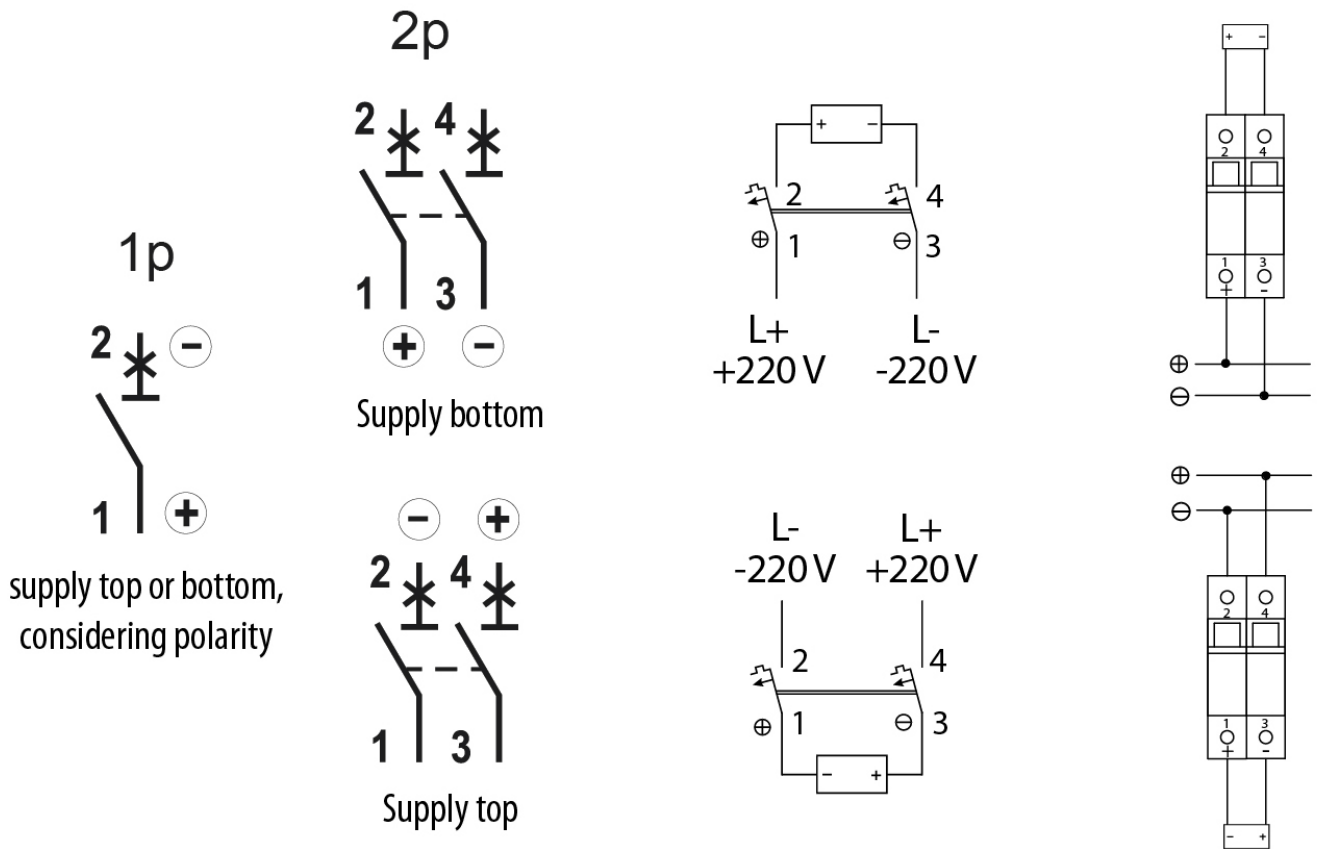 1p
2 −
1 +
supply top or bottom,
considering polarity
2p
2 4
1 3
+ −
Supply bottom
− +
2 4
1 3
Supply top
+ −
2 4
⊕ 1 ⊖ 3
L+ L-
+220 V -220 V
L- L+
-220 V +220 V
2 4
⊕ 1 ⊖ 3
− +
+ −
2 4
1 3
+ -
⊕
⊖
⊕
⊖
2 4
1 3
+ -
− +